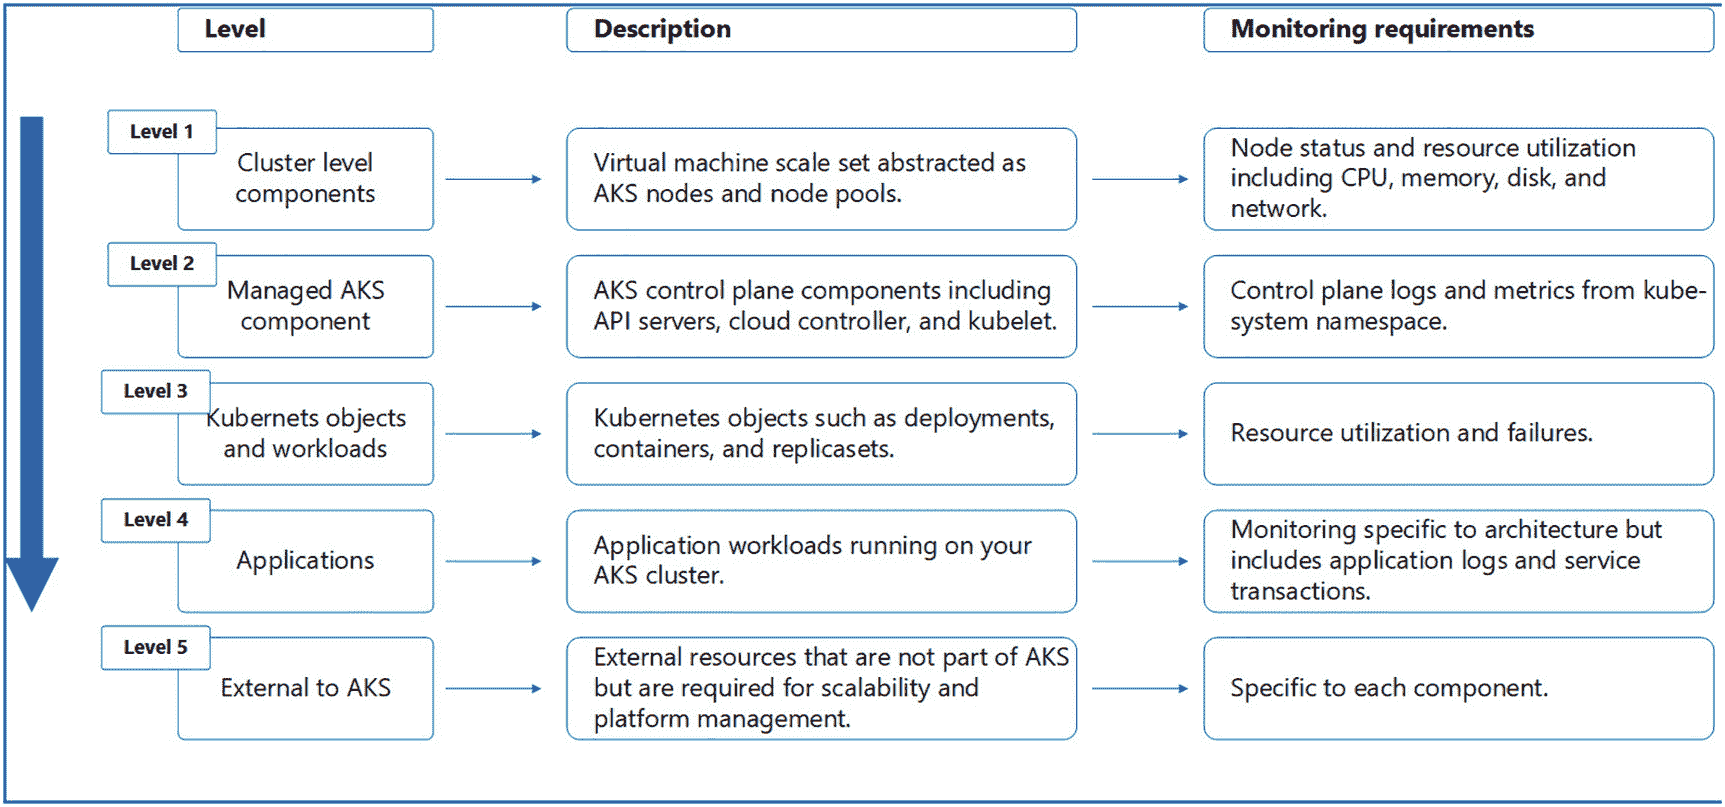 Level
Description
Monitoring requirements
Level 1
Cluster level
components
Virtual machine scale set abstracted as
AKS nodes and node pools.
Node status and resource utilization
including CPU, memory, disk, and
network.
Level 2
Managed AKS
component
AKS control plane components including
API servers, cloud controller, and kubelet.
Control plane logs and metrics from kube-
system namespace.
Level 3
Kubernets objects
and workloads
Kubernetes objects such as deployments,
containers, and replicasets.
Resource utilization and failures.
Level 4
Applications
Application workloads running on your
AKS cluster.
Monitoring specific to architecture but
includes application logs and service
transactions.
Level 5
External to AKS
External resources that are not part of AKS
but are required for scalability and
platform management.
Specific to each component.